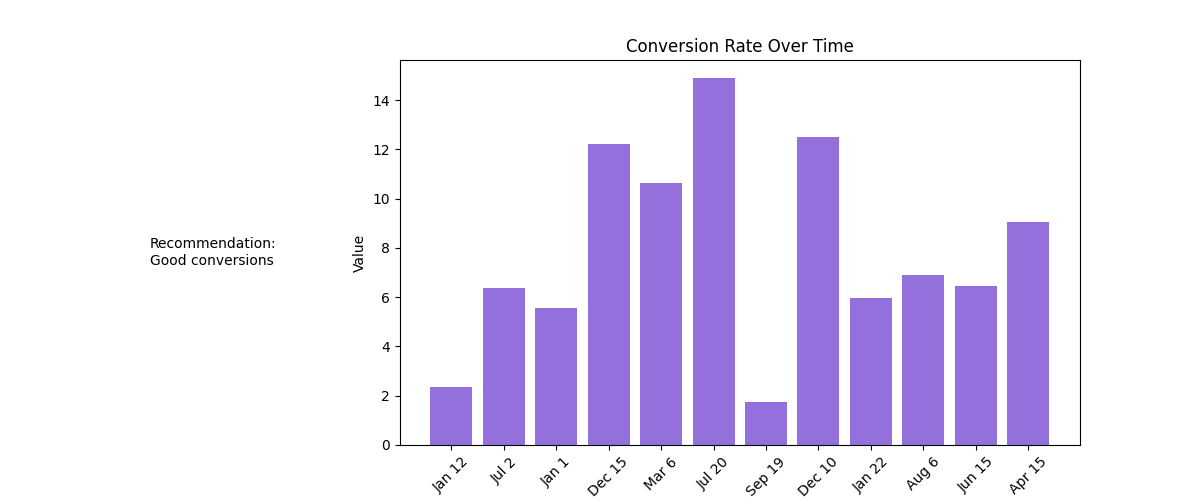 Conversion Rate Over Time
Recommendation:
Good conversions
Value
14
12
10
8
6
4
2
0
Jan 12
Jul 2
Jan 1
Dec 15
Mar 6
Jul 20
Sep 19
Dec 10
Jan 22
Aug 6
Jun 15
Apr 15